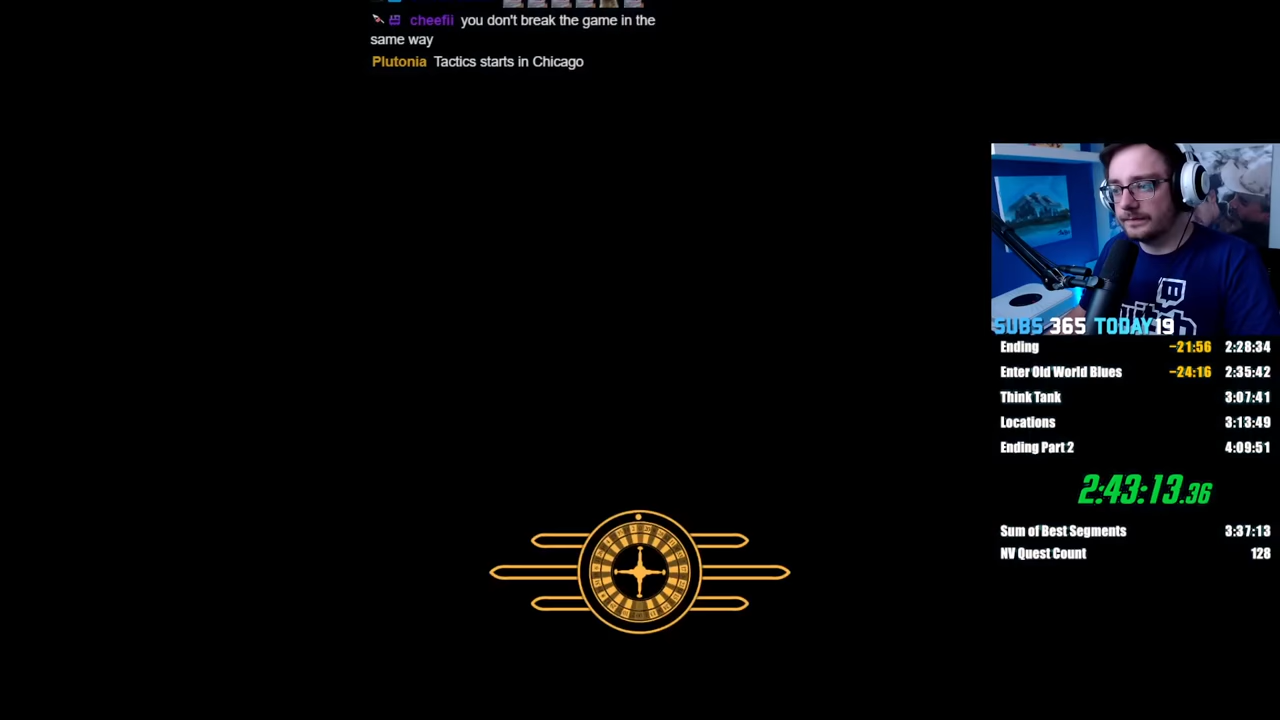 cheefii you don't break the game in the
same way
Plutonia Tactics starts in Chicago
SUBS 365 TODAY 19
Ending -21:56 2:28:34
Enter Old World Blues -24:16 2:35:42
Think Tank 3:07:41
Locations 3:13:49
Ending Part 2 4:09:51
2:43:13.36
Sum of Best Segments 3:37:13
NV Quest Count 128